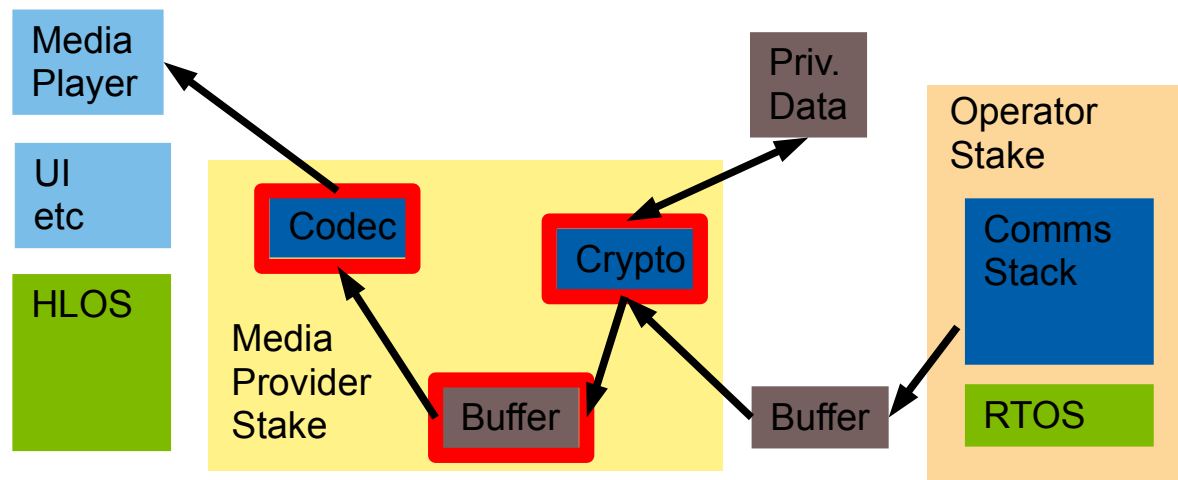 Media
Player
UI
etc
HLOS
Codec
Crypto
Media
Provider
Stake
Buffer
Priv.
Data
Buffer
Operator
Stake
Comms
Stack
RTOS